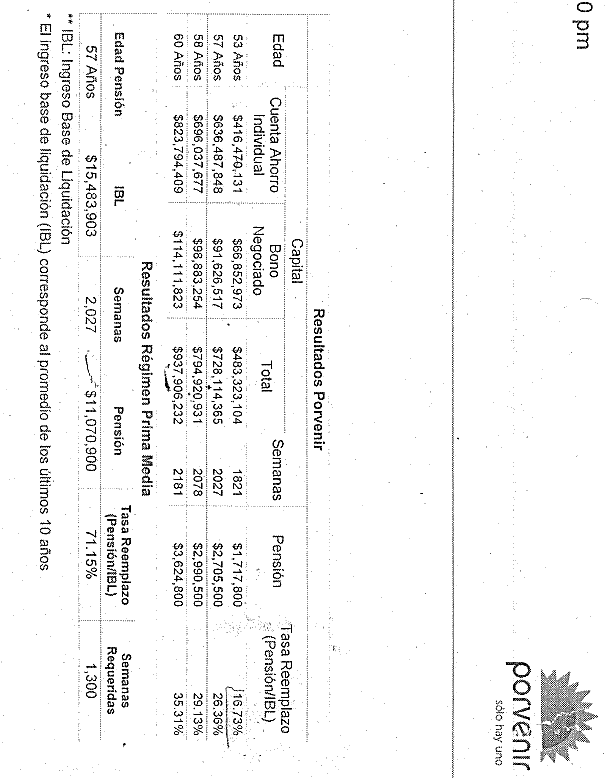 0 pm
porvenir
sólo hay uno
Resultados Porvenir
Capital
Edad Cuenta Ahorro Individual Bono Negociado Total Semanas Pensión Tasa Reemplazo (Pensión/IBL)
53 Años $416,470,131 $66,852,973 $483,323,104 1821 $1,717,800 16.73%
57 Años $636,487,848 $91,626,517 $728,114,365 2027 $2,705,500 26.36%
58 Años $696,037,677 $98,883,254 $794,920,931 2078 $2,990,500 29.13%
60 Años $823,794,409 $114,111,823 $937,906,232 2181 $3,624,800 35.31%
Resultados Régimen Prima Media
Edad Pensión IBL Semanas Pensión Tasa Reemplazo (Pensión/IBL) Semanas Requeridas
57 Años $15,483,903 2,027 $11,070,900 71.15% 1,300
** IBL: Ingreso Base de Liquidación
* El ingreso base de liquidación (IBL) corresponde al promedio de los últimos 10 años